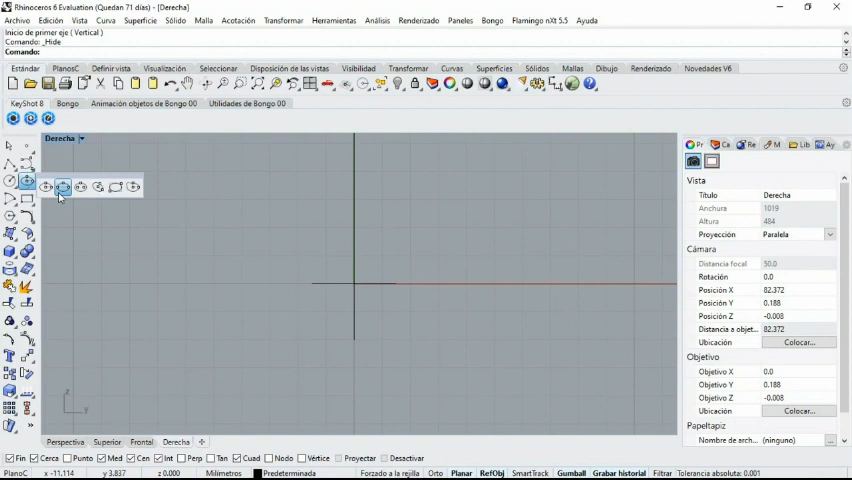 Rhinoceros 6 Evaluation (Quedan 71 días) - [Derecha]
Archivo Edición Vista Curva Superficie Sólido Malla Acotación Transformar Herramientas Análisis Renderizado Paneles Bongo Flamingo nXt 5.5 Ayuda
Inicio de primer eje ( Vertical )
Comando: _Hide
Comando:
Estándar PlanosC Definir vista Visualización Seleccionar Disposición de las vistas Visibilidad Transformar Curvas Superficies Sólidos Mallas Dibujo Renderizado Novedades V6
KeyShot 8 Bongo Animación objetos de Bongo 00 Utilidades de Bongo 00
Derecha
Pr Ca Re M Lib Ay
Vista
Título Derecha
Anchura 1019
Altura 484
Proyección Paralela
Cámara
Distancia focal 50.0
Rotación 0.0
Posición X 82.372
Posición Y 0.188
Posición Z -0.008
Distancia a objet... 82.372
Ubicación Colocar...
Objetivo
Objetivo X 0.0
Objetivo Y 0.188
Objetivo Z -0.008
Ubicación Colocar...
Papeltapiz
Nombre de arch... (ninguno) ...
z
y
Perspectiva Superior Frontal Derecha
Fin Cerca Punto Med Cen Int Perp Tan Cuad Nodo Vértice Proyectar Desactivar
PlanoC x -11.114 y 3.837 z 0.000 Milímetros Predeterminada Forzado a la rejilla Orto Planar RefObj SmartTrack Gumball Grabar historial Filtrar Tolerancia absoluta: 0.001